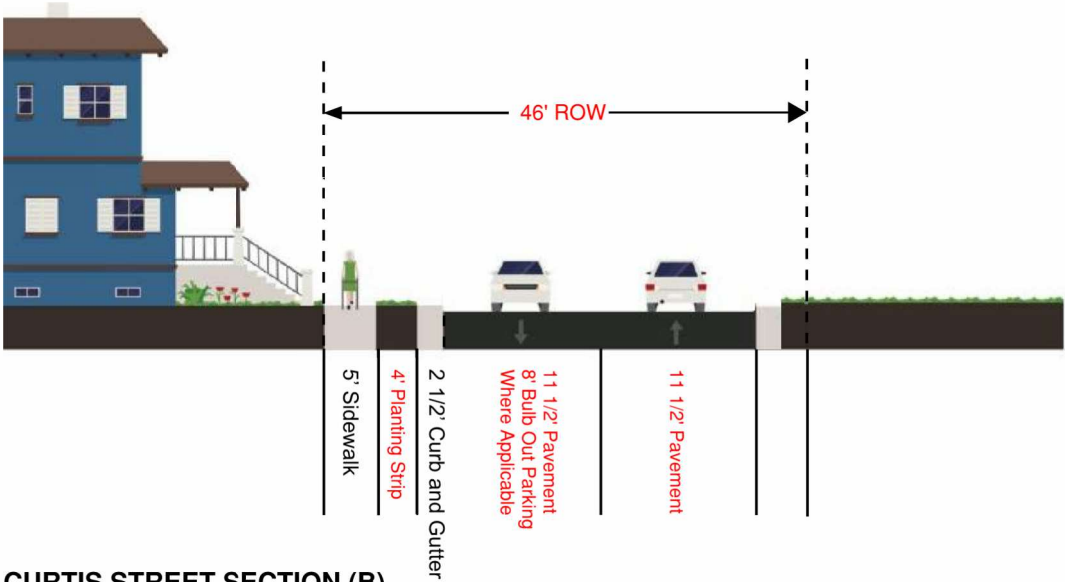 46' ROW
5' Sidewalk
4' Planting Strip
2 1/2' Curb and Gutter
11 1/2' Pavement
8' Bulb Out Parking
Where Applicable
11 1/2' Pavement
CURTIS STREET SECTION (B)